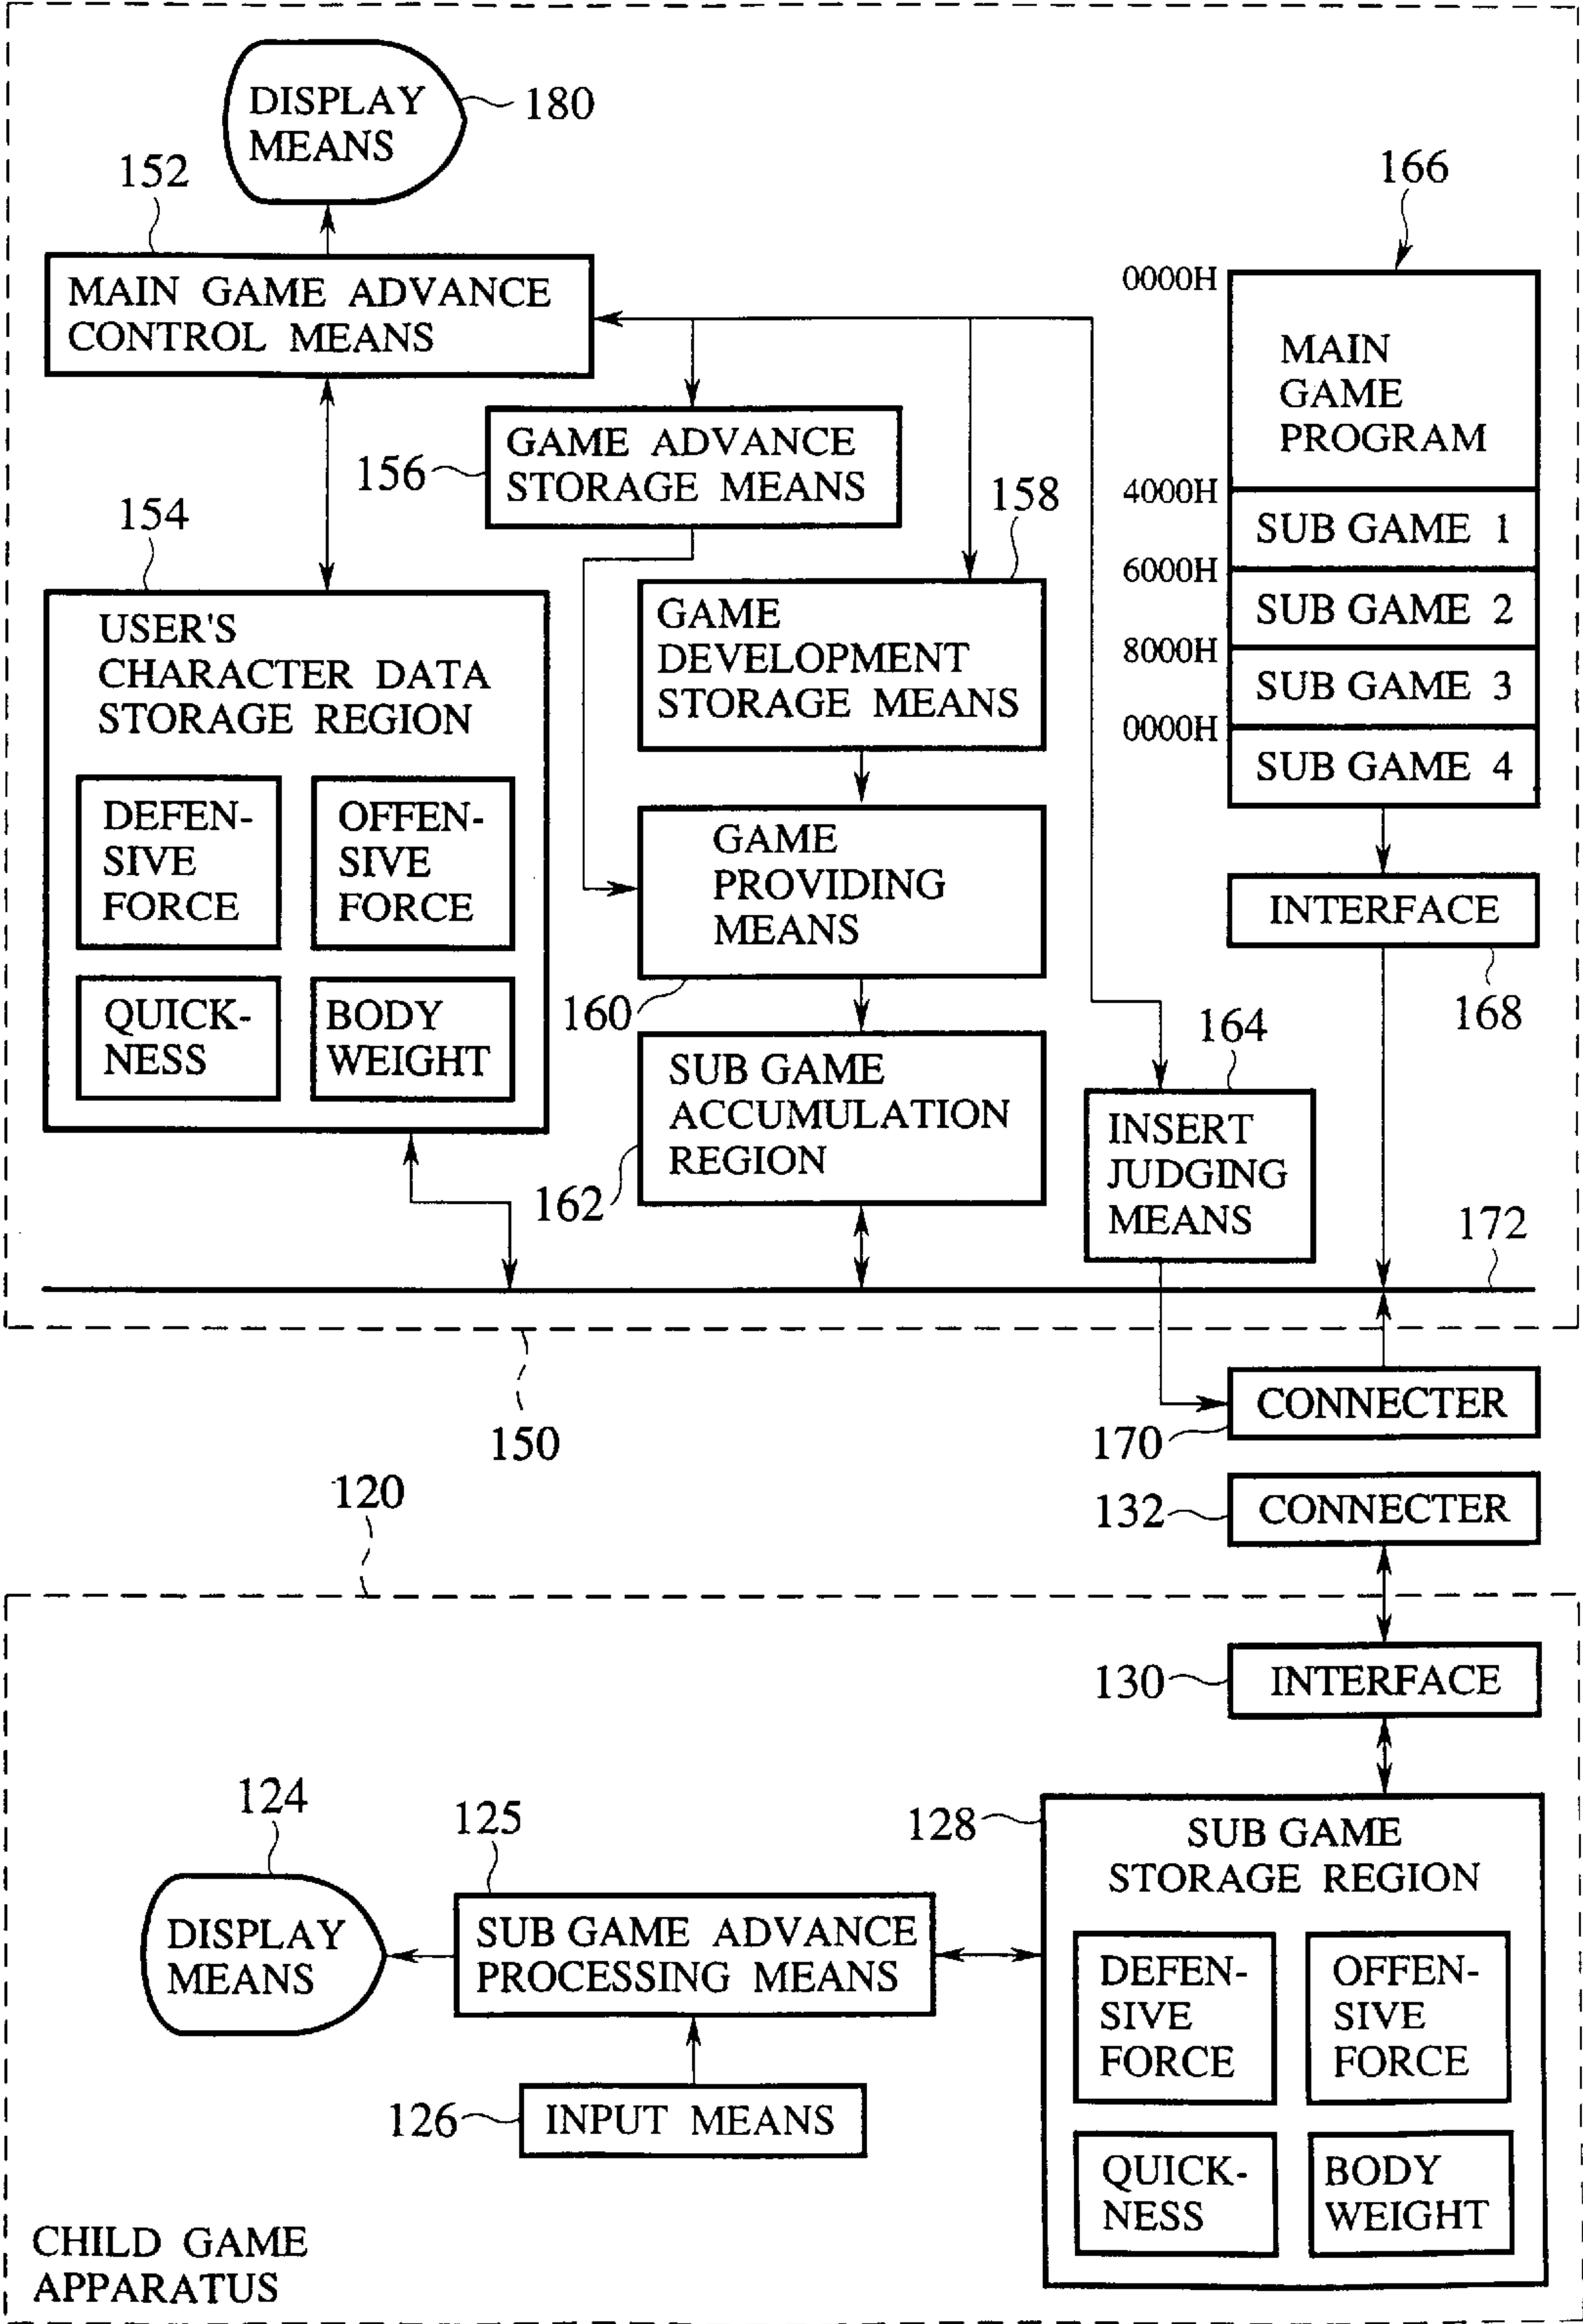 DISPLAY
MEANS
180
152
166
MAIN GAME ADVANCE
CONTROL MEANS
0000H
MAIN
GAME
PROGRAM
156
GAME ADVANCE
STORAGE MEANS
4000H
SUB GAME 1
154
158
6000H
SUB GAME 2
USER'S
CHARACTER DATA
STORAGE REGION
GAME
DEVELOPMENT
STORAGE MEANS
8000H
SUB GAME 3
0000H
SUB GAME 4
DEFEN-
SIVE
FORCE
OFFEN-
SIVE
FORCE
GAME
PROVIDING
MEANS
INTERFACE
168
QUICK-
NESS
BODY
WEIGHT
160
164
SUB GAME
ACCUMULATION
REGION
162
INSERT
JUDGING
MEANS
172
150
CONNECTER
170
120
132
CONNECTER
130
INTERFACE
124
125
128
SUB GAME
STORAGE REGION
DISPLAY
MEANS
SUB GAME ADVANCE
PROCESSING MEANS
DEFEN-
SIVE
FORCE
OFFEN-
SIVE
FORCE
126
INPUT MEANS
QUICK-
NESS
BODY
WEIGHT
CHILD GAME
APPARATUS